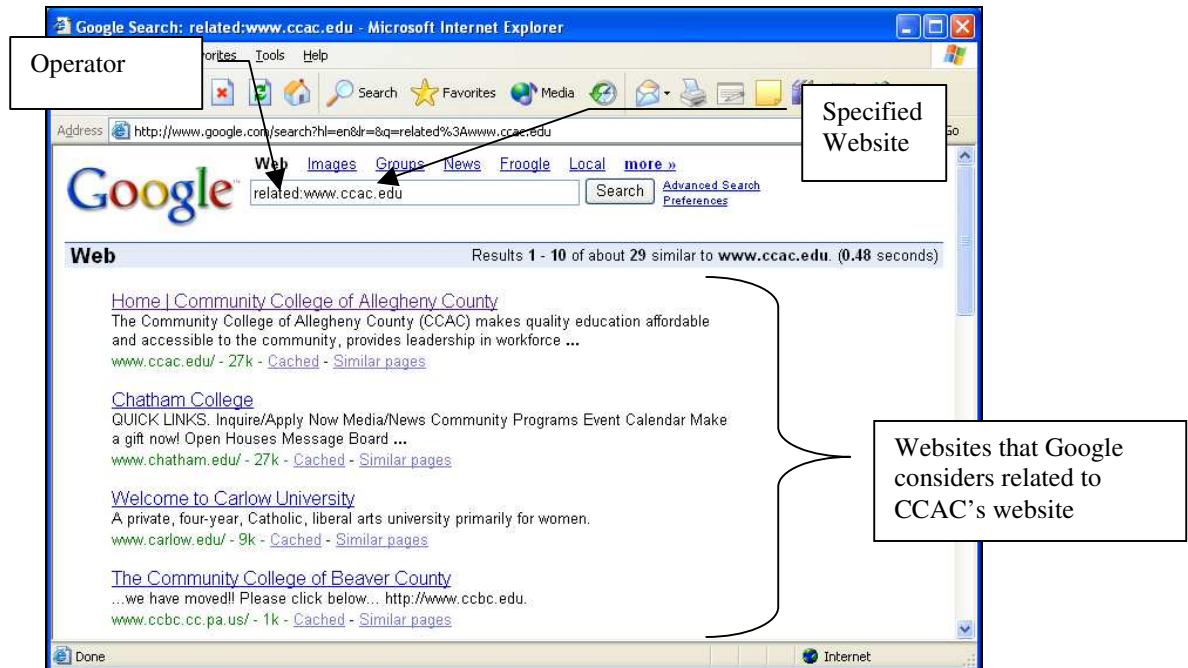 Google Search: related:www.ccac.edu - Microsoft Internet Explorer
Operator
Tools Help
Search Favorites Media
Specified
Website
Address http://www.google.com/search?hl=en&lr=&q=related%3Awww.ccac.edu
Web Images Groups News Froogle Local more »
Google
related:www.ccac.edu Search Advanced Search
Preferences
Web Results 1 - 10 of about 29 similar to www.ccac.edu. (0.48 seconds)
Home | Community College of Allegheny County
The Community College of Allegheny County (CCAC) makes quality education affordable
and accessible to the community, provides leadership in workforce ...
www.ccac.edu/ - 27k - Cached - Similar pages
Chatham College
QUICK LINKS. Inquire/Apply Now Media/News Community Programs Event Calendar Make
a gift now! Open Houses Message Board ...
www.chatham.edu/ - 27k - Cached - Similar pages
Websites that Google
considers related to
CCAC's website
Welcome to Carlow University
A private, four-year, Catholic, liberal arts university primarily for women.
www.carlow.edu/ - 9k - Cached - Similar pages
The Community College of Beaver County
...we have moved!! Please click below... http://www.ccbc.edu.
www.ccbc.cc.pa.us/ - 1k - Cached - Similar pages
Done Internet